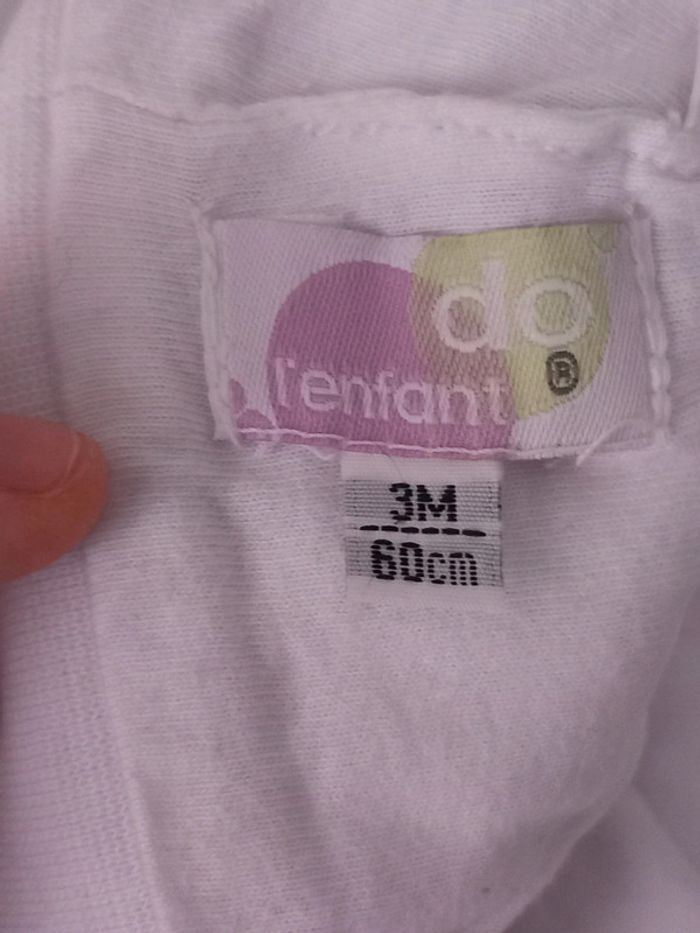 do
l'enfant ®
3M
60cm